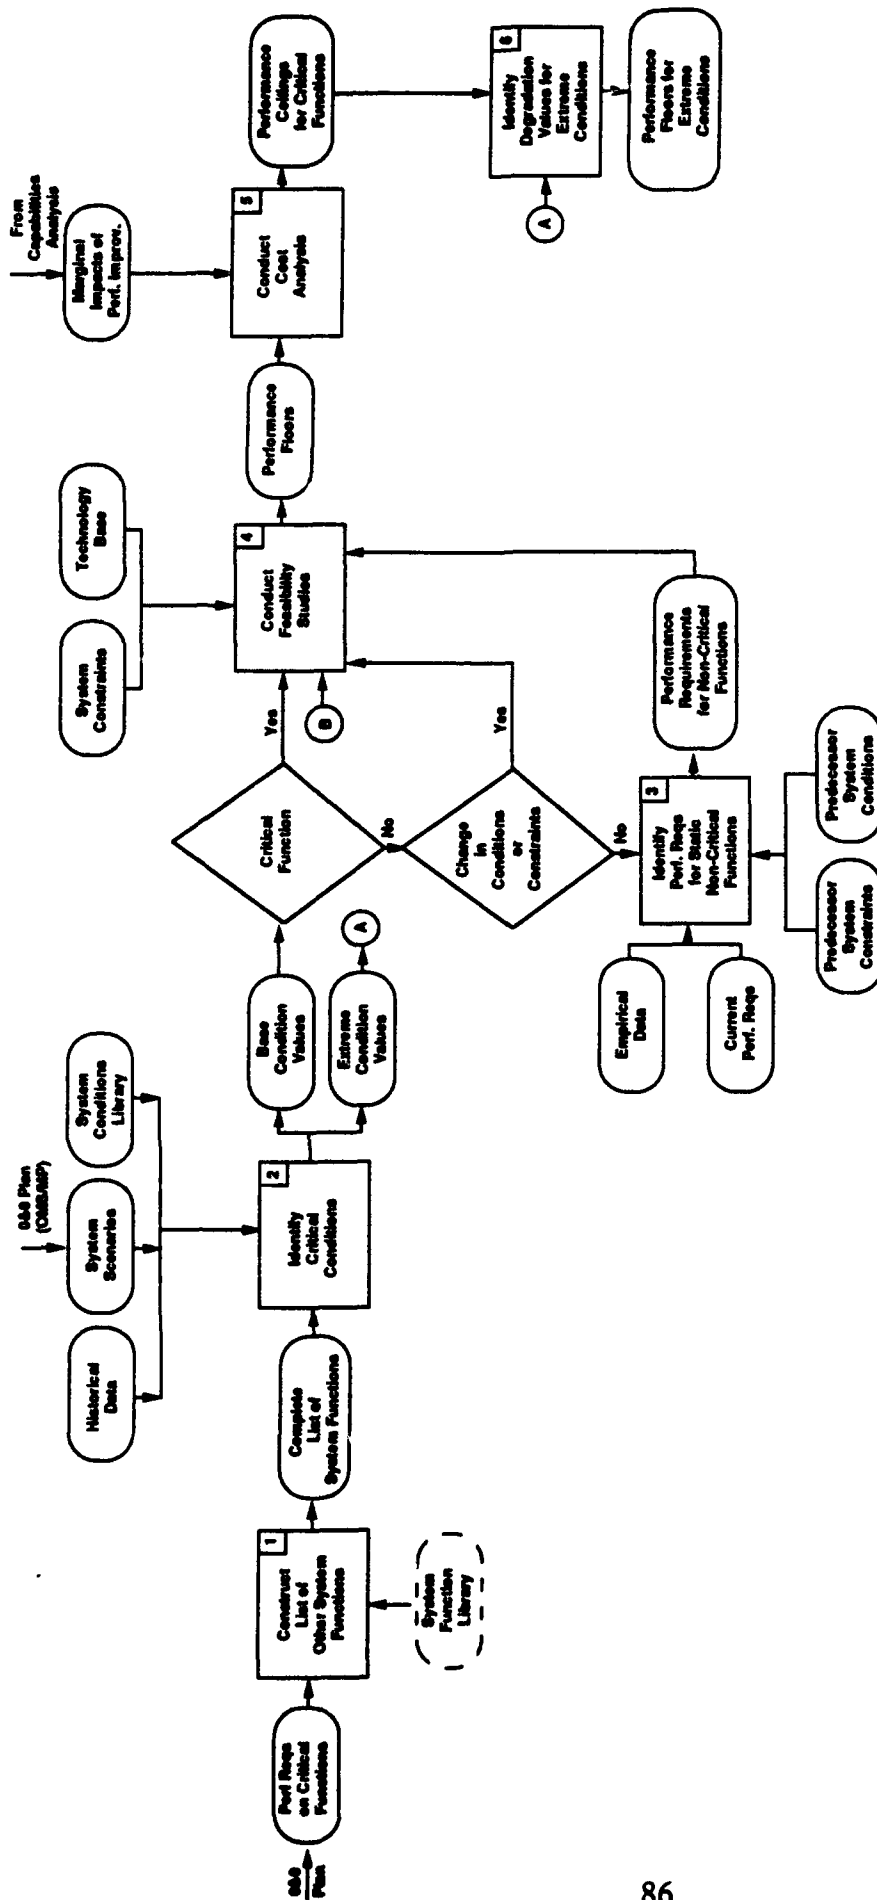 O&O
Plan
Perf Reqs
on Critical
Functions
1
Construct
List of
Other System
Functions
System
Function
Library
Complete
List of
System Functions
Historical
Data
O&O Plan
(OMS/MP)
System
Scenarios
System
Conditions
Library
2
Identify
Critical
Conditions
Base
Condition
Values
Extreme
Condition
Values
A
Critical
Function
Yes
No
Change
in
Conditions
or
Constraints
Yes
No
B
Empirical
Data
Current
Perf. Reqs
3
Identify
Perf. Reqs
for Static
Non-Critical
Functions
Predecessor
System
Constraints
Predecessor
System
Conditions
Performance
Requirements
for Non-Critical
Functions
System
Constraints
Technology
Base
4
Conduct
Feasibility
Studies
Performance
Floors
From
Capabilities
Analysis
Marginal
Impacts of
Perf. Improv.
5
Conduct
Cost
Analysis
Performance
Ceilings
for Critical
Functions
A
6
Identify
Degradation
Values for
Extreme
Conditions
Performance
Floors for
Extreme
Conditions
86